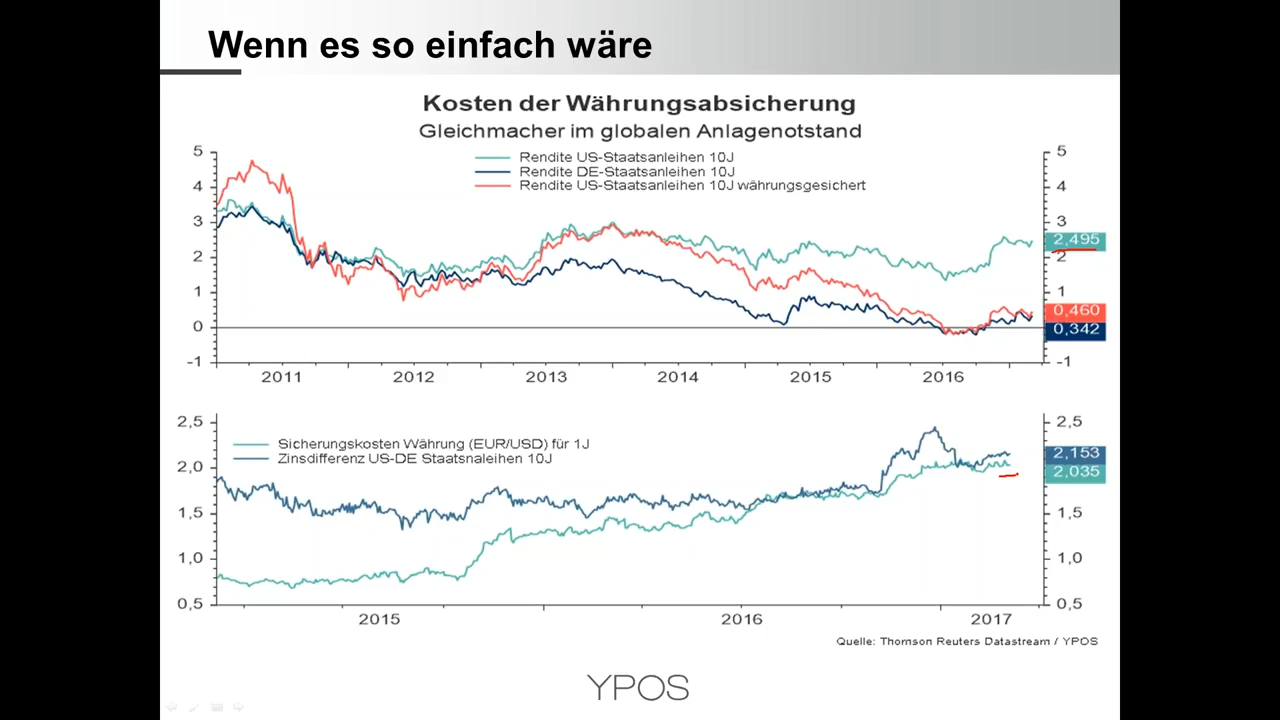 Wenn es so einfach wäre
Kosten der Währungsabsicherung
Gleichmacher im globalen Anlagenotstand
Rendite US-Staatsanleihen 10J
Rendite DE-Staatsanleihen 10J
Rendite US-Staatsanleihen 10J währungsgesichert
5 5
4 4
3 3
2,495
2 2
1 1
0,460
0 0,342
-1 -1
2011 2012 2013 2014 2015 2016
2,5 2,5
Sicherungskosten Währung (EUR/USD) für 1J
Zinsdifferenz US-DE Staatsnaleihen 10J
2,153
2,0 2,035
1,5 1,5
1,0 1,0
0,5 0,5
2015 2016 2017
Quelle: Thomson Reuters Datastream / YPOS
YPOS